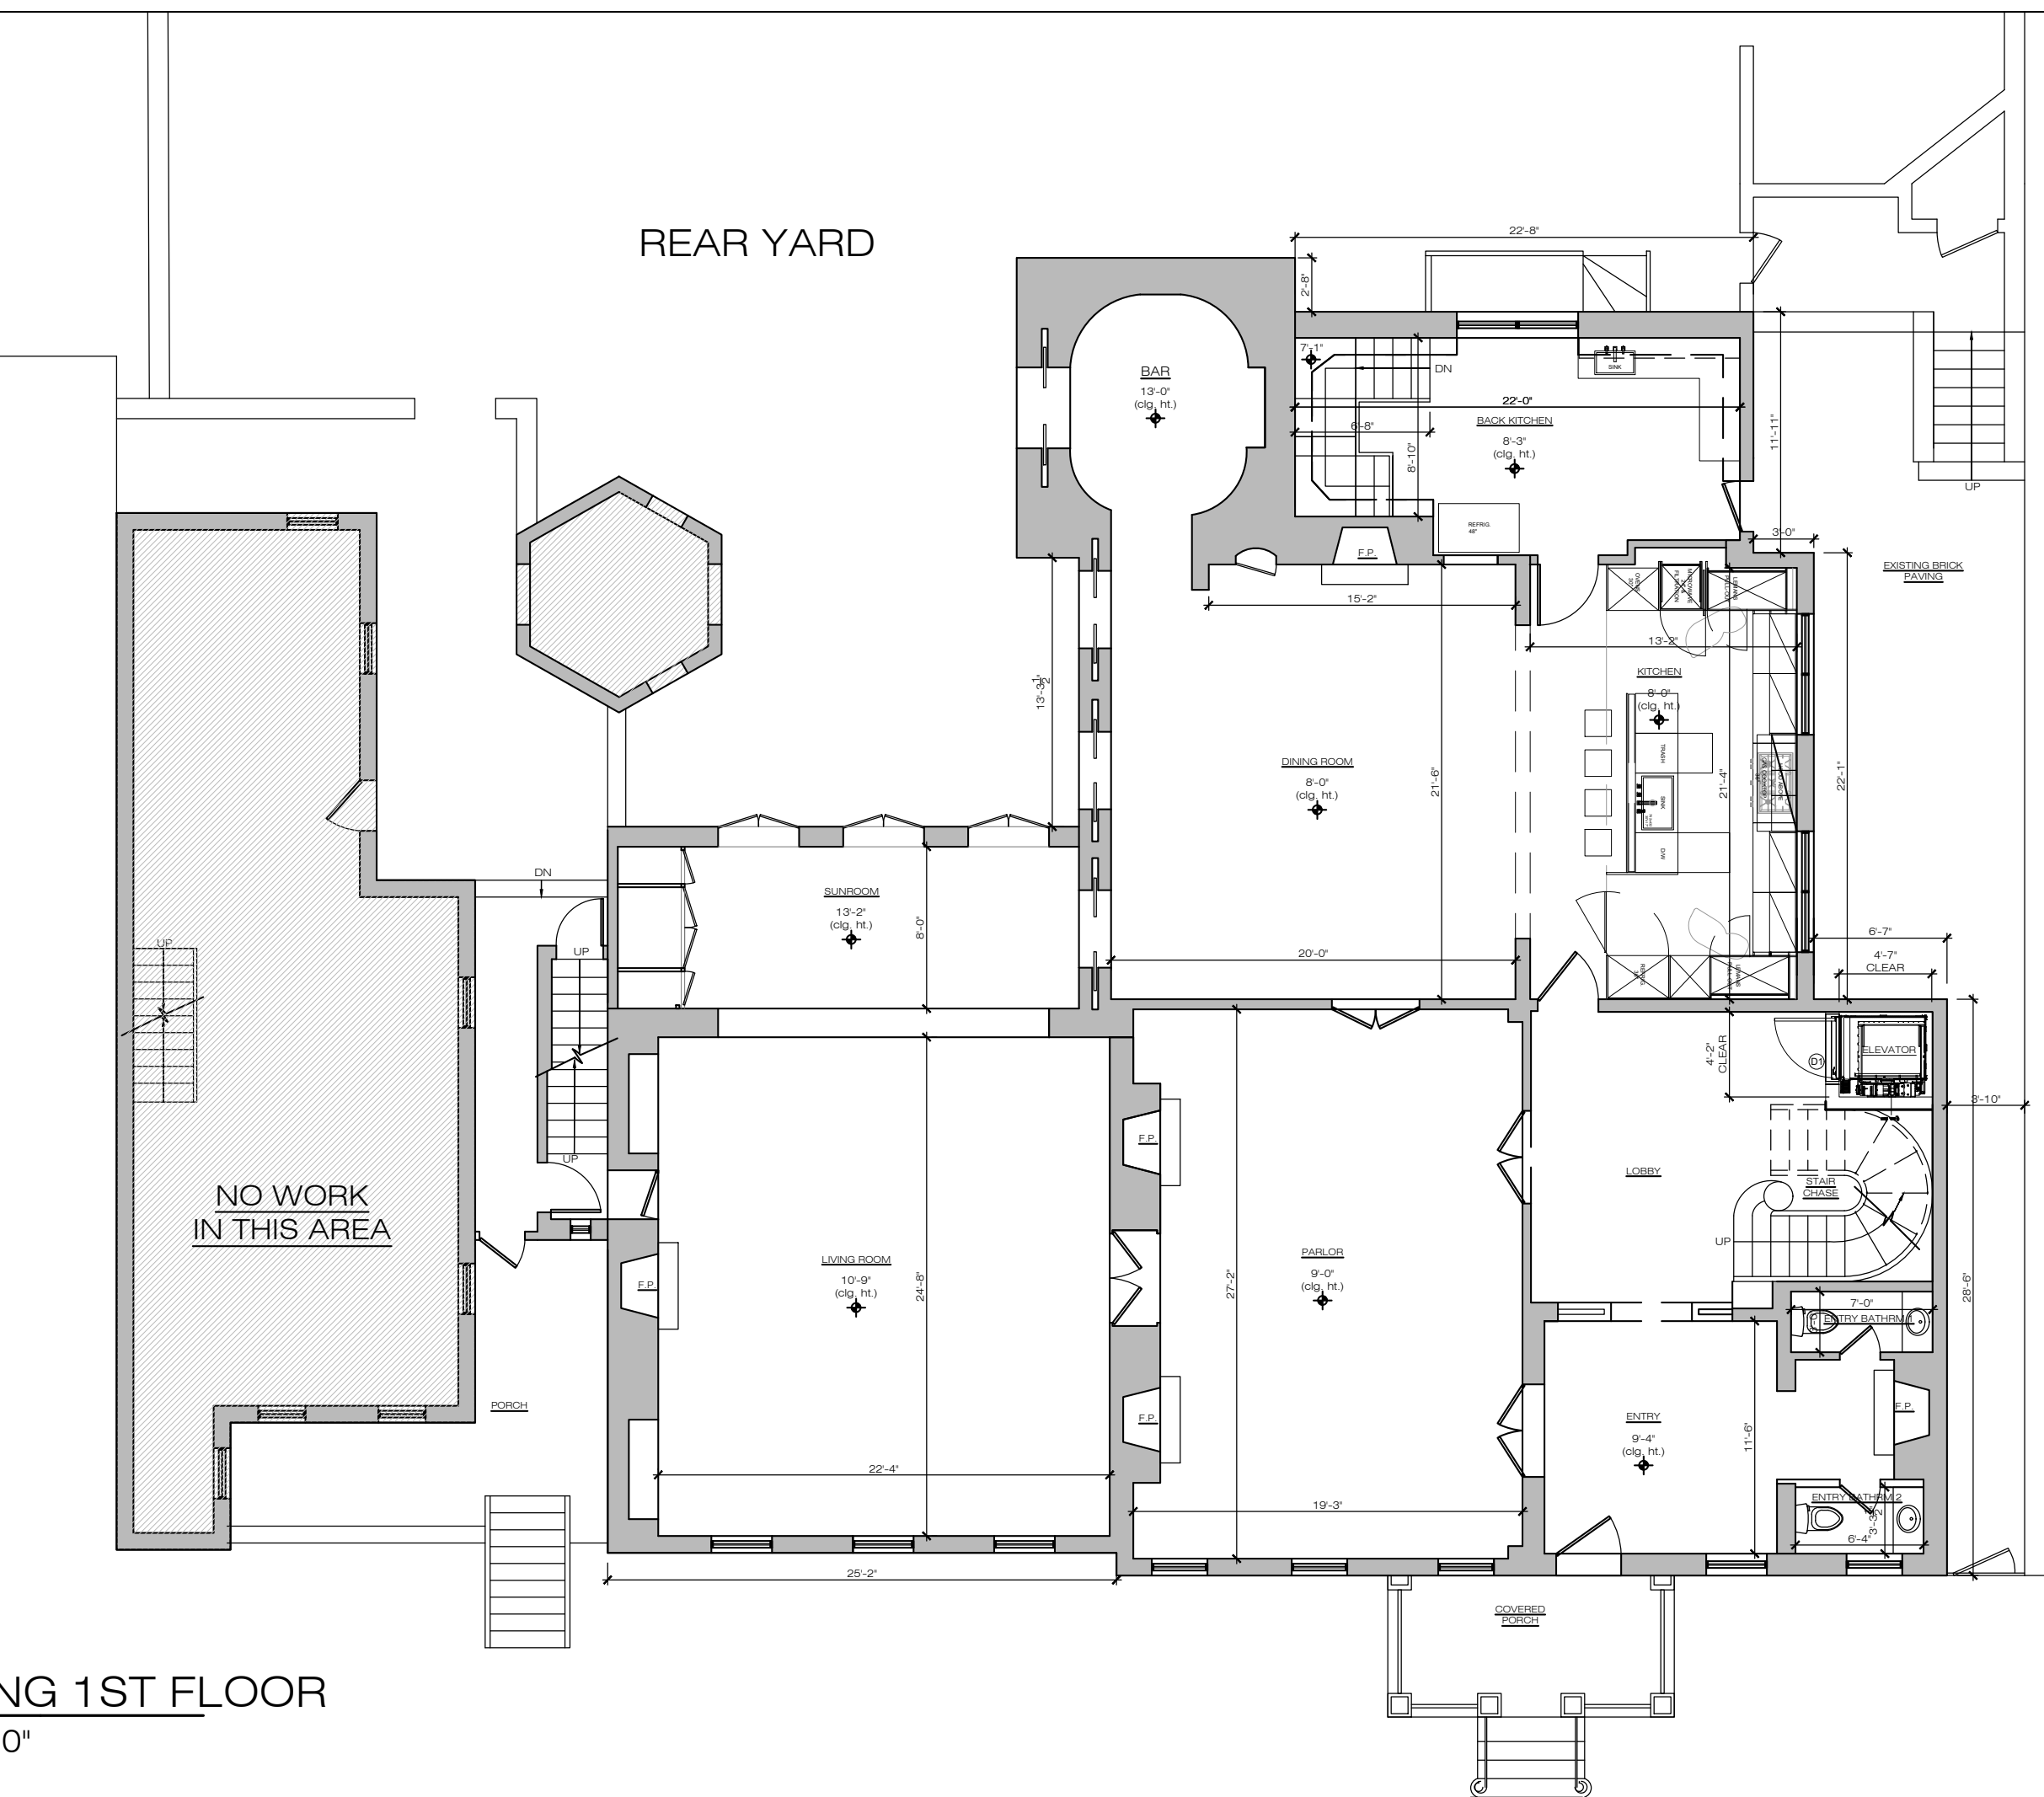 REAR YARD
22'-8"
2'-8"
BAR
13'-0"
(clg. ht.)
7'-1"
DN
SINK
22'-0"
BACK KITCHEN
6'-8"
8'-3"
(clg. ht.)
8'-10"
11'-11"
UP
REFRIG.
48"
F.P.
3'-0"
EXISTING BRICK
PAVING
15'-2"
13'-2"
KITCHEN
8'-0"
(clg. ht.)
TRASH
SINK
D/W
21'-4"
22'-1"
DINING ROOM
8'-0"
(clg. ht.)
21'-6"
20'-0"
DN
SUNROOM
13'-2"
(clg. ht.)
8'-0"
UP
UP
UP
6'-7"
4'-7"
CLEAR
4'-2"
CLEAR
D1
ELEVATOR
3'-10"
F.P.
LOBBY
STAIR
CHASE
UP
NO WORK
IN THIS AREA
LIVING ROOM
10'-9"
(clg. ht.)
24'-8"
F.P.
PARLOR
9'-0"
(clg. ht.)
27'-2"
28'-6"
7'-0"
ENTRY BATHRM 1
PORCH
F.P.
ENTRY
9'-4"
(clg. ht.)
11'-6"
F.P.
22'-4"
19'-3"
ENTRY BATHRM 2
6'-4"
25'-2"
COVERED
PORCH
NG 1ST FLOOR
0"